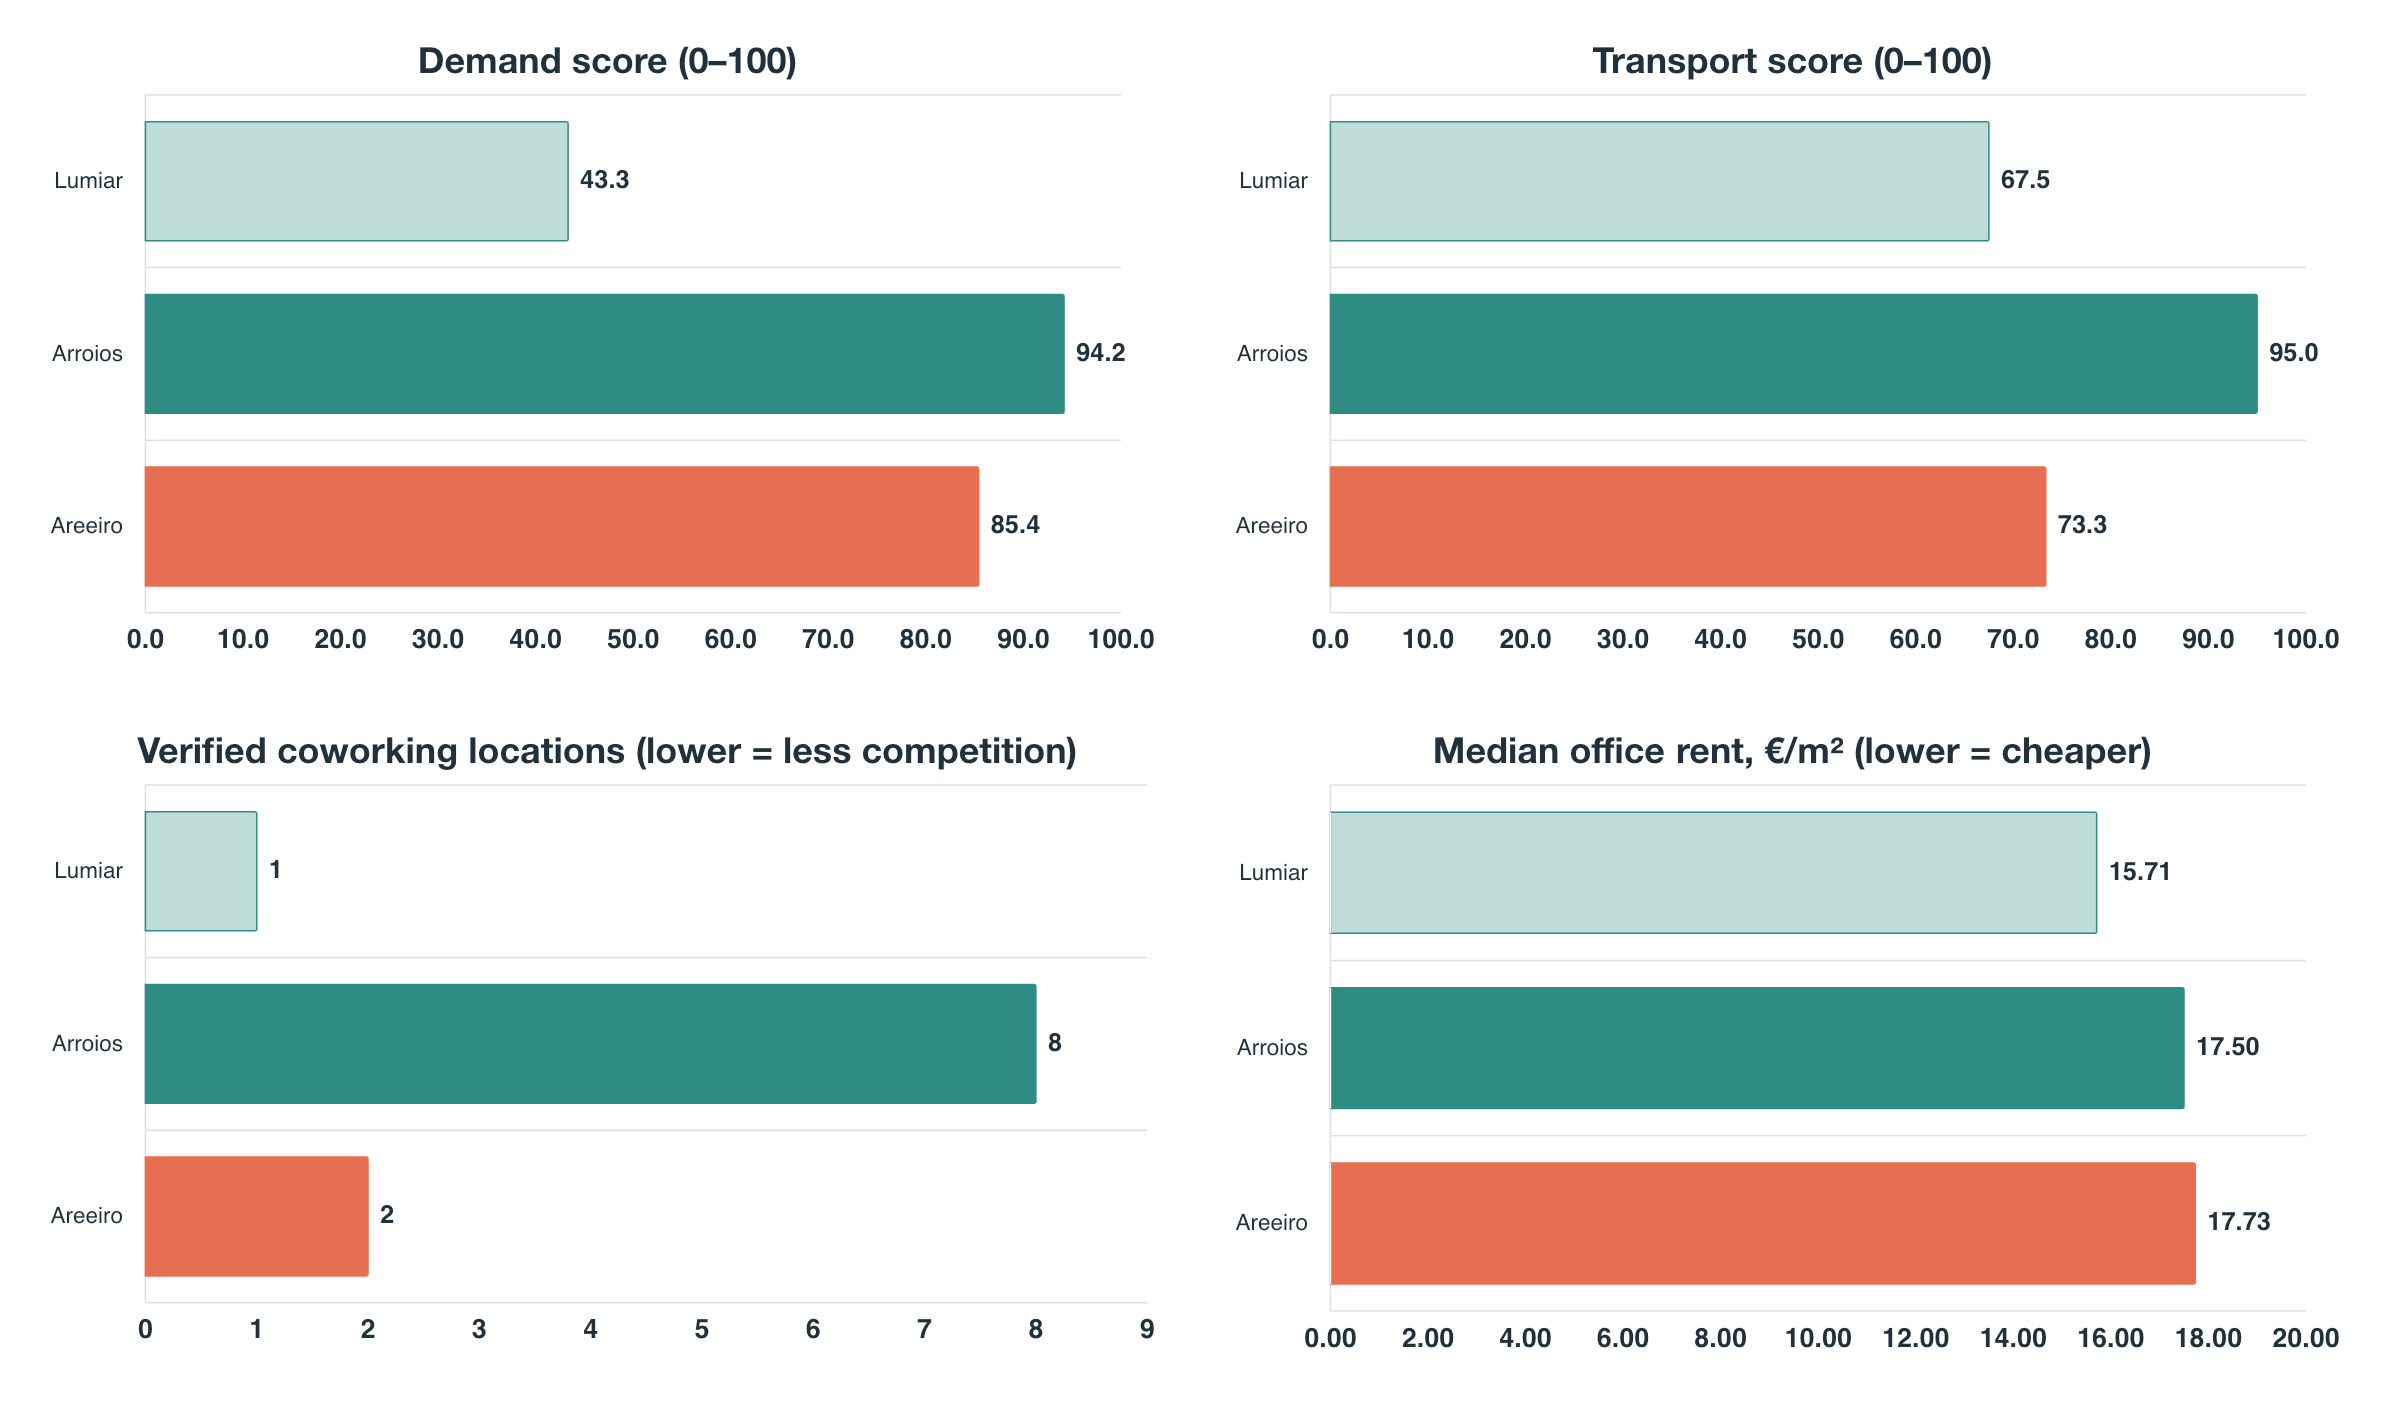 Demand score (0–100)
Lumiar
43.3
Arroios
94.2
Areeiro
85.4
0.0 10.0 20.0 30.0 40.0 50.0 60.0 70.0 80.0 90.0 100.0
Transport score (0–100)
Lumiar
67.5
Arroios
95.0
Areeiro
73.3
0.0 10.0 20.0 30.0 40.0 50.0 60.0 70.0 80.0 90.0 100.0
Verified coworking locations (lower = less competition)
Lumiar
1
Arroios
8
Areeiro
2
0 1 2 3 4 5 6 7 8 9
Median office rent, €/m² (lower = cheaper)
Lumiar
15.71
Arroios
17.50
Areeiro
17.73
0.00 2.00 4.00 6.00 8.00 10.00 12.00 14.00 16.00 18.00 20.00